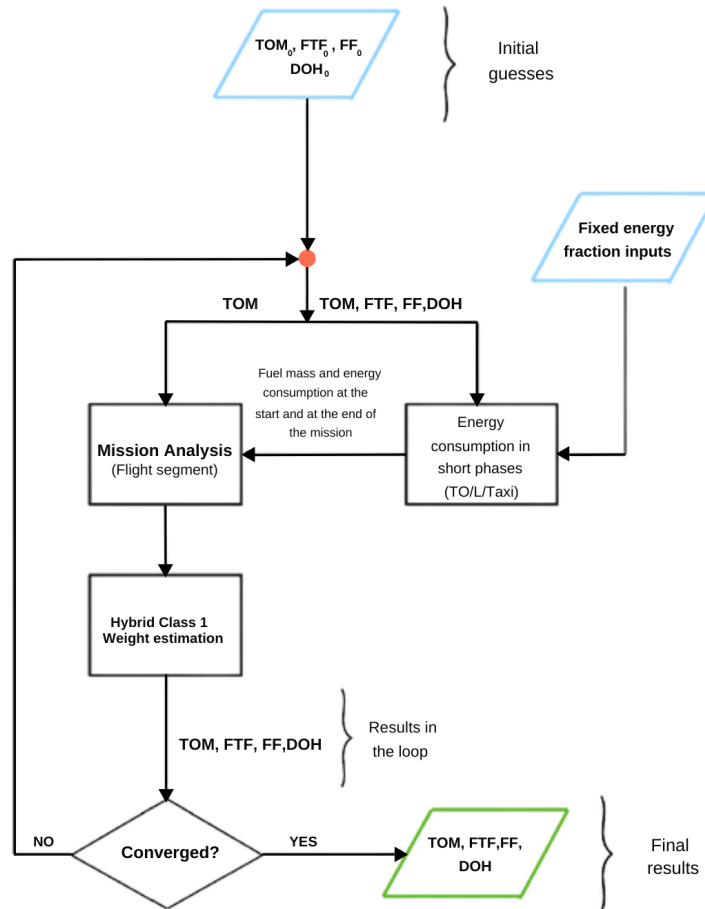 TOM0, FTF0 , FF0
DOH0
Initial
guesses
Fixed energy
fraction inputs
TOM
TOM, FTF, FF,DOH
Fuel mass and energy
consumption at the
start and at the end of
the mission
Mission Analysis
(Flight segment)
Energy
consumption in
short phases
(TO/L/Taxi)
Hybrid Class 1
Weight estimation
TOM, FTF, FF,DOH
Results in
the loop
NO
Converged?
YES
TOM, FTF,FF,
DOH
Final
results